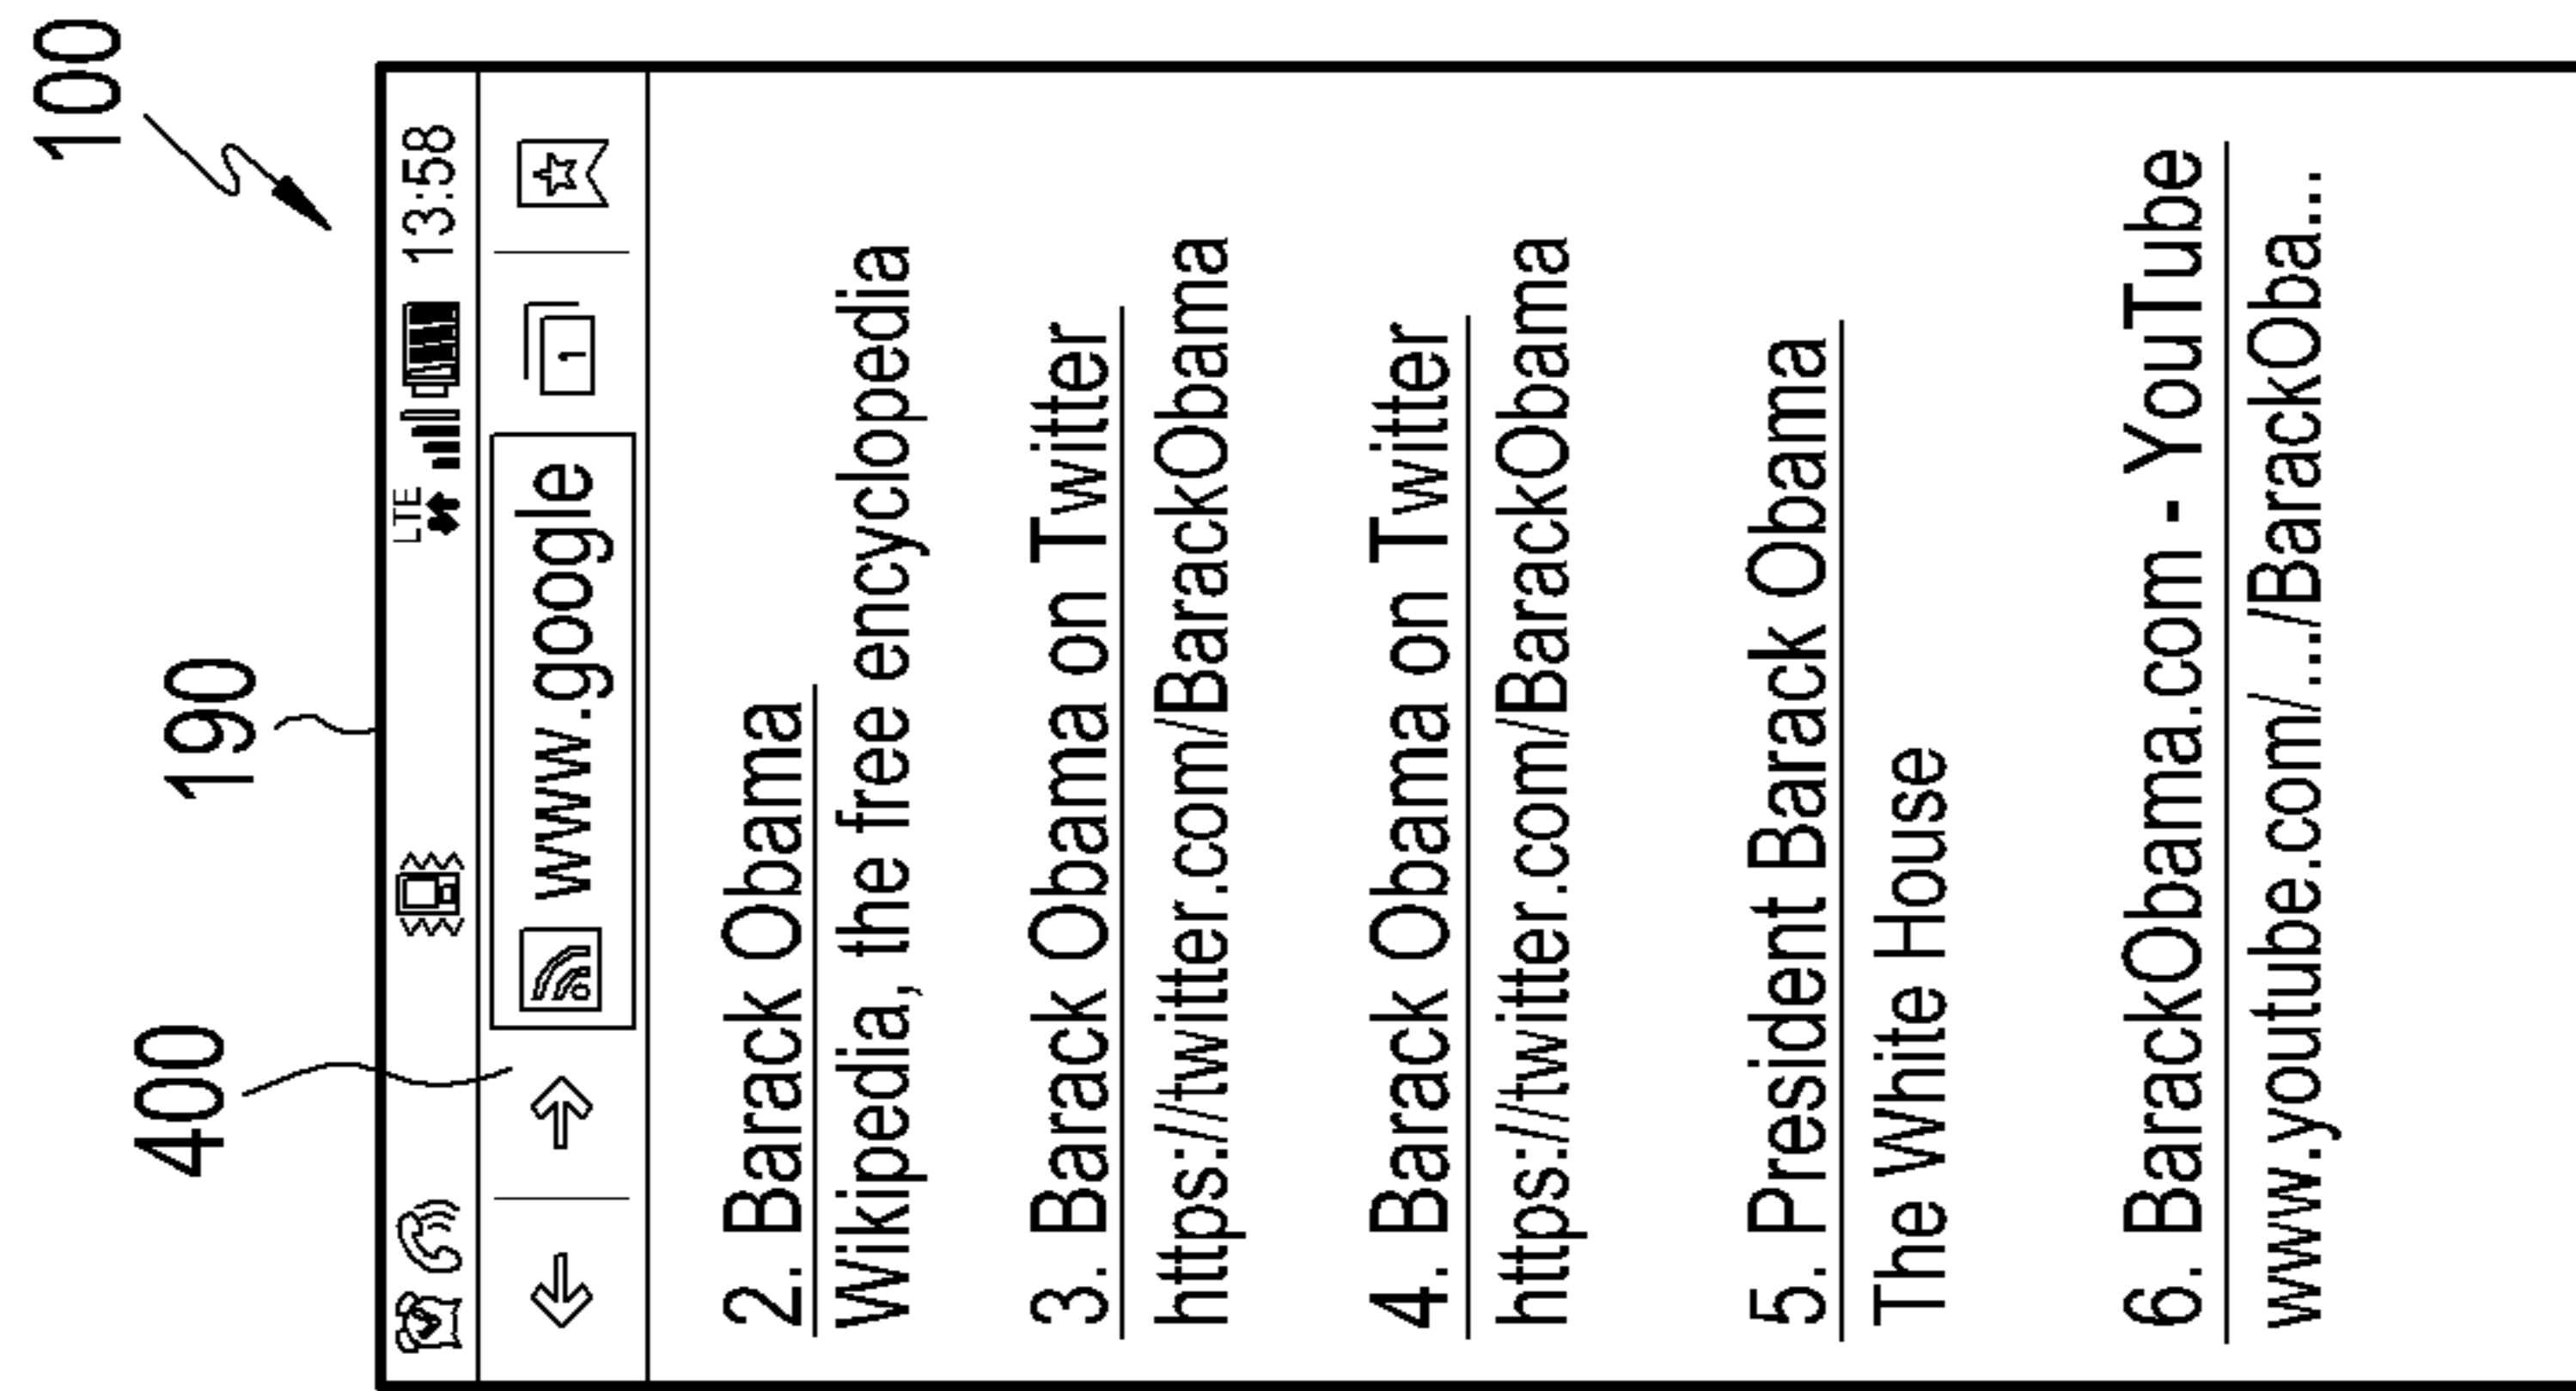 100
190
400
LTE 13:58
www.google 1
2. Barack Obama
Wikipedia, the free encyclopedia
3. Barack Obama on Twitter
https://twitter.com/BarackObama
4. Barack Obama on Twitter
https://twitter.com/BarackObama
5. President Barack Obama
The White House
6. BarackObama.com - YouTube
www.youtube.com/.../BarackOba...